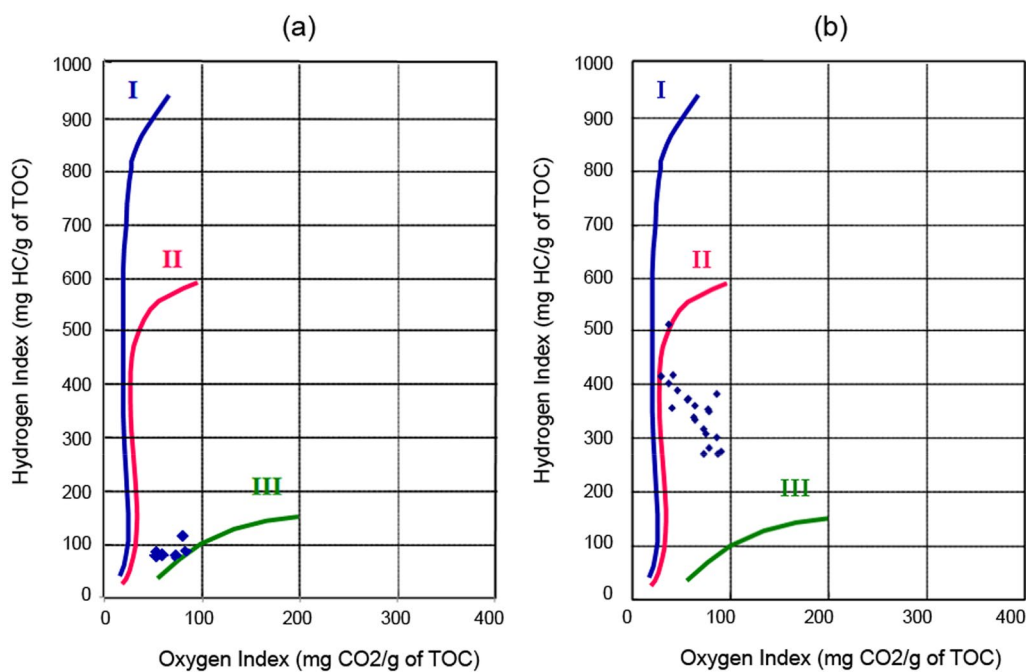 (a)
1000
900
800
700
600
500
400
300
200
100
0
0 100 200 300 400
I
II
III
Hydrogen Index (mg HC/g of TOC)
Oxygen Index (mg CO2/g of TOC)
(b)
1000
900
800
700
600
500
400
300
200
100
0
0 100 200 300 400
I
II
III
Hydrogen Index (mg HC/g of TOC)
Oxygen Index (mg CO2/g of TOC)